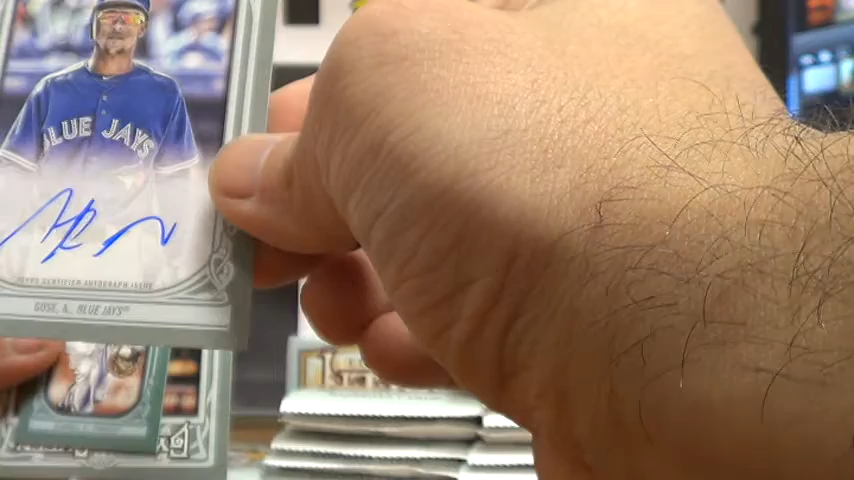 BLUE JAYS
TOPPS CERTIFIED AUTOGRAPH ISSUE
GOSE, A., BLUE JAYS®